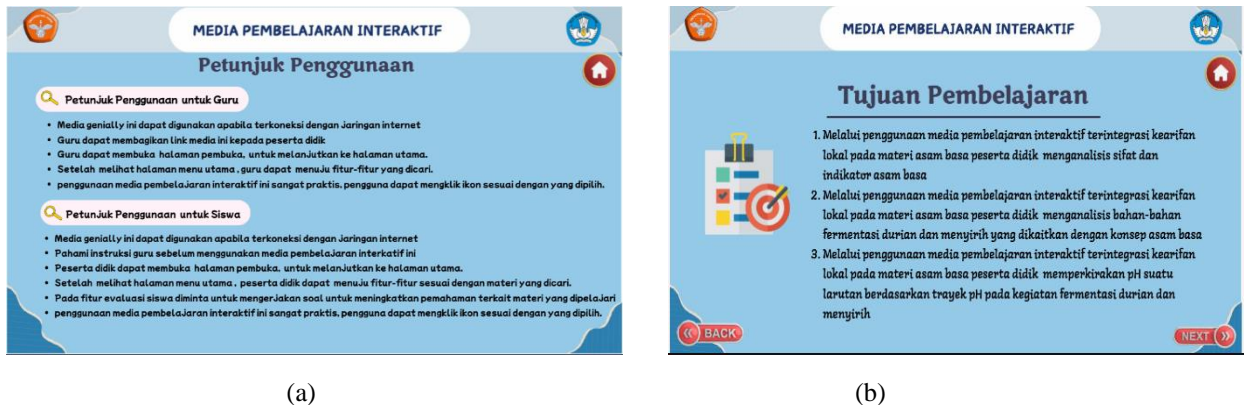 MEDIA PEMBELAJARAN INTERAKTIF
Petunjuk Penggunaan
Petunjuk Penggunaan untuk Guru
• Media genially ini dapat digunakan apabila terkoneksi dengan Jaringan internet
• Guru dapat membagikan link media ini kepada peserta didik
• Guru dapat membuka halaman pembuka, untuk melanJutkan ke halaman utama.
• Setelah melihat halaman menu utama , guru dapat menuJu fitur-fitur yang dicari.
• penggunaan media pembelaJaran interaktif ini sangat praktis, pengguna dapat mengklik ikon sesuai dengan yang dipilih.
Petunjuk Penggunaan untuk Siswa
• Media genially ini dapat digunakan apabila terkoneksi dengan Jaringan internet
• Pahami instruksi guru sebelum menggunakan media pembelaJaran interkatif ini
• Peserta didik dapat membuka halaman pembuka, untuk melanJutkan ke halaman utama.
• Setelah melihat halaman menu utama , peserta didik dapat menuJu fitur-fitur sesuai dengan materi yang dicari.
• Pada fitur evaluasi siswa diminta untuk mengerJakan soal untuk meningkatkan pemahaman terkait materi yang dipelaJari
• penggunaan media pembelaJaran interaktif ini sangat praktis, pengguna dapat mengklik ikon sesuai dengan yang dipilih.
(a)
MEDIA PEMBELAJARAN INTERAKTIF
Tujuan Pembelajaran
1. Melalui penggunaan media pembelajaran interaktif terintegrasi kearifan
lokal pada materi asam basa peserta didik menganalisis sifat dan
indikator asam basa
2. Melalui penggunaan media pembelajaran interaktif terintegrasi kearifan
lokal pada materi asam basa peserta didik menganalisis bahan-bahan
fermentasi durian dan menyirih yang dikaitkan dengan konsep asam basa
3. Melalui penggunaan media pembelajaran interaktif terintegrasi kearifan
lokal pada materi asam basa peserta didik memperkirakan pH suatu
larutan berdasarkan trayek pH pada kegiatan fermentasi durian dan
menyirih
BACK
NEXT
(b)